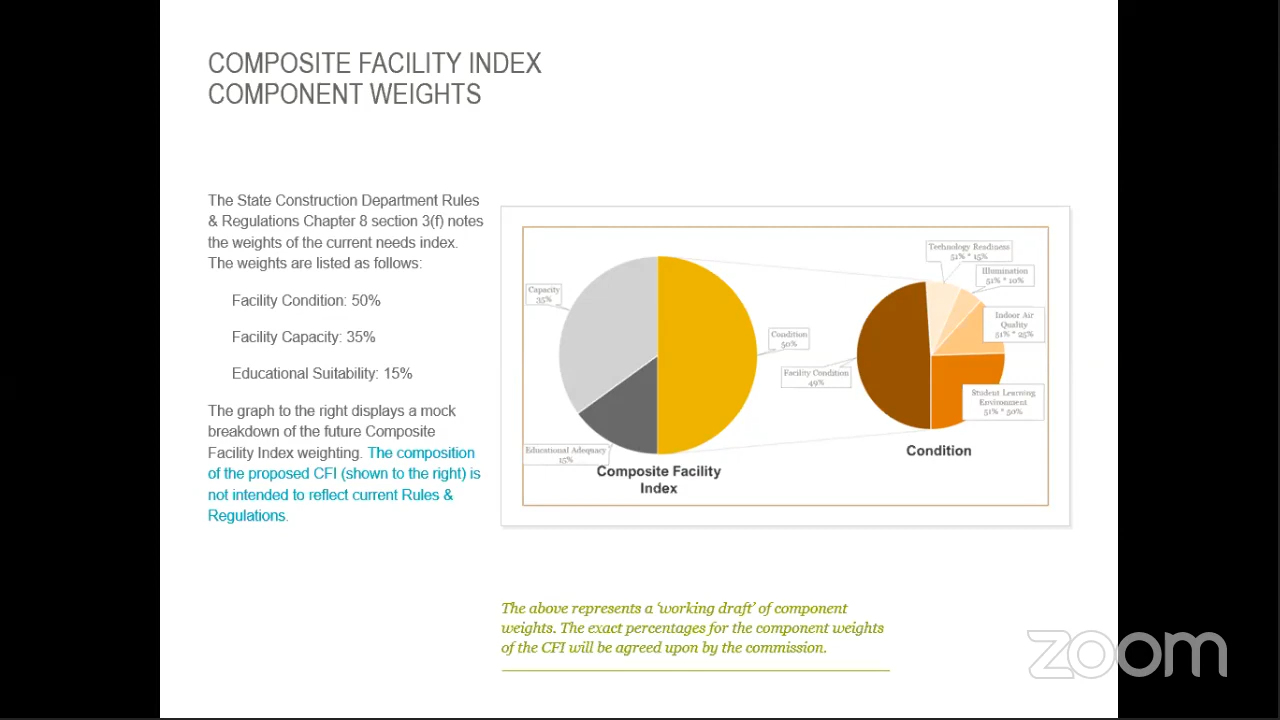 COMPOSITE FACILITY INDEX
COMPONENT WEIGHTS
The State Construction Department Rules
& Regulations Chapter 8 section 3(f) notes
the weights of the current needs index.
The weights are listed as follows:
Facility Condition: 50%
Facility Capacity: 35%
Educational Suitability: 15%
The graph to the right displays a mock
breakdown of the future Composite
Facility Index weighting. The composition
of the proposed CFI (shown to the right) is
not intended to reflect current Rules &
Regulations.
Capacity
35%
Condition
50%
Educational Adequacy
15%
Composite Facility
Index
Technology Readiness
51% * 15%
Illumination
51% * 10%
Indoor Air
Quality
51% * 25%
Facility Condition
49%
Student Learning
Environment
51% * 50%
Condition
The above represents a ‘working draft’ of component
weights. The exact percentages for the component weights
of the CFI will be agreed upon by the commission.
zoom